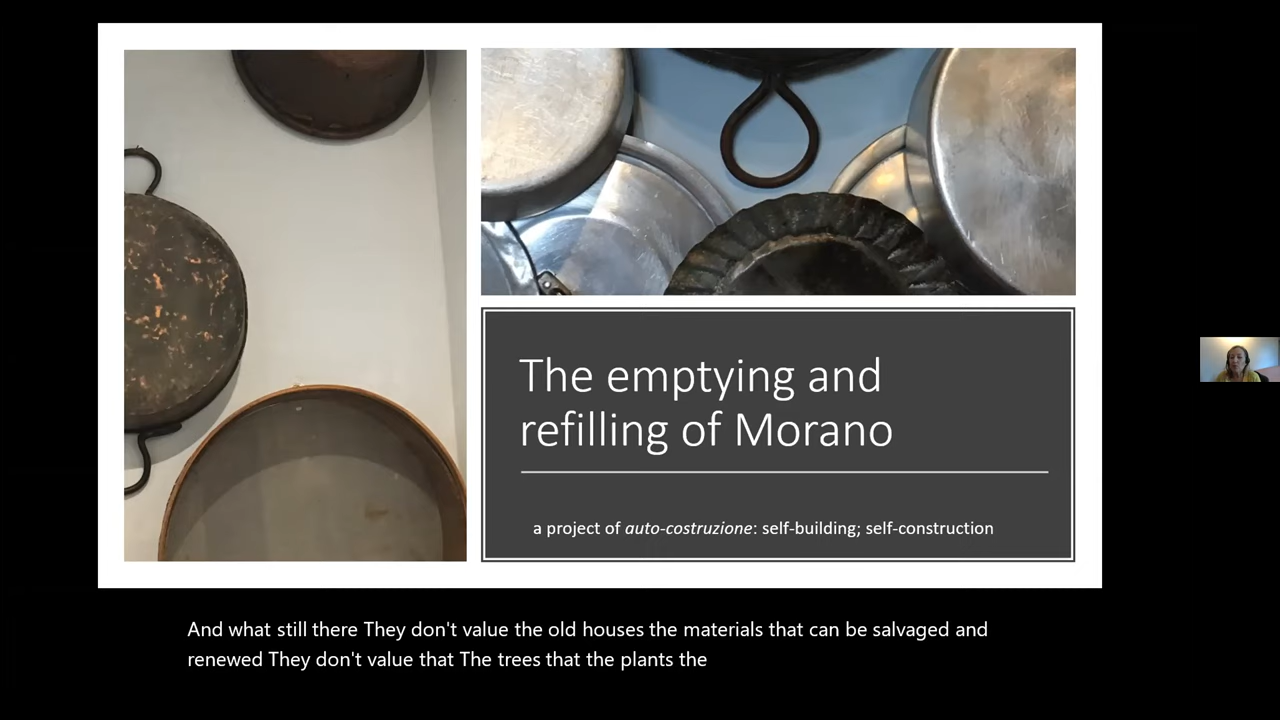 The emptying and
refilling of Morano
a project of auto-costruzione: self-building; self-construction
And what still there They don't value the old houses the materials that can be salvaged and
renewed They don't value that The trees that the plants the